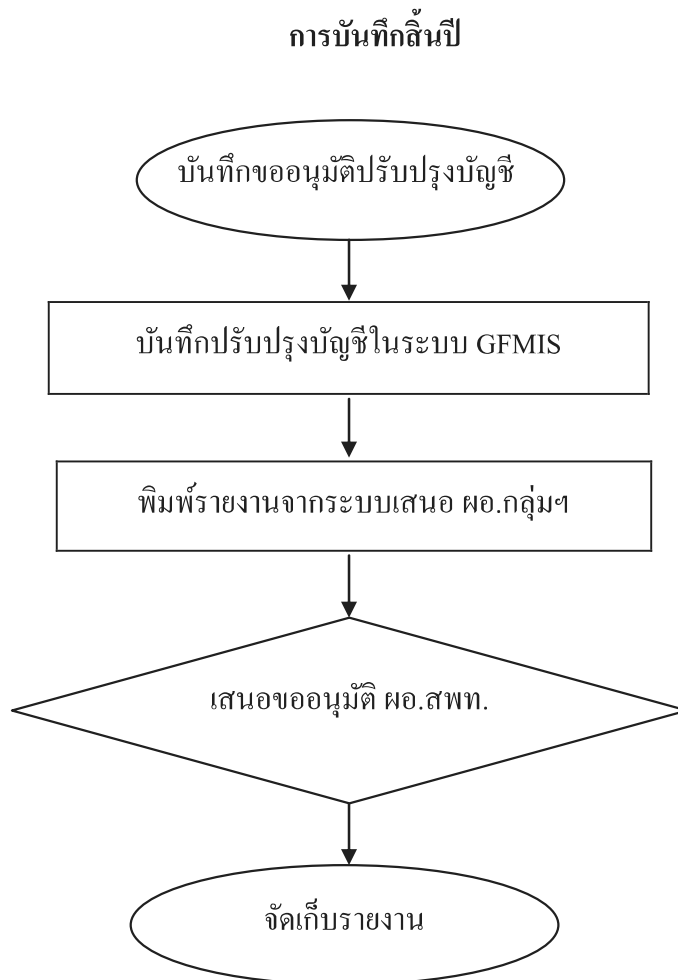 การบันทึกสิ้นปี
บันทึกขออนุมัติปรับปรุงบัญชี
บันทึกปรับปรุงบัญชีในระบบ GFMIS
พิมพ์รายงานจากระบบเสนอ ผอ.กลุ่มฯ
เสนอขออนุมัติ ผอ.สพท.
จัดเก็บรายงาน